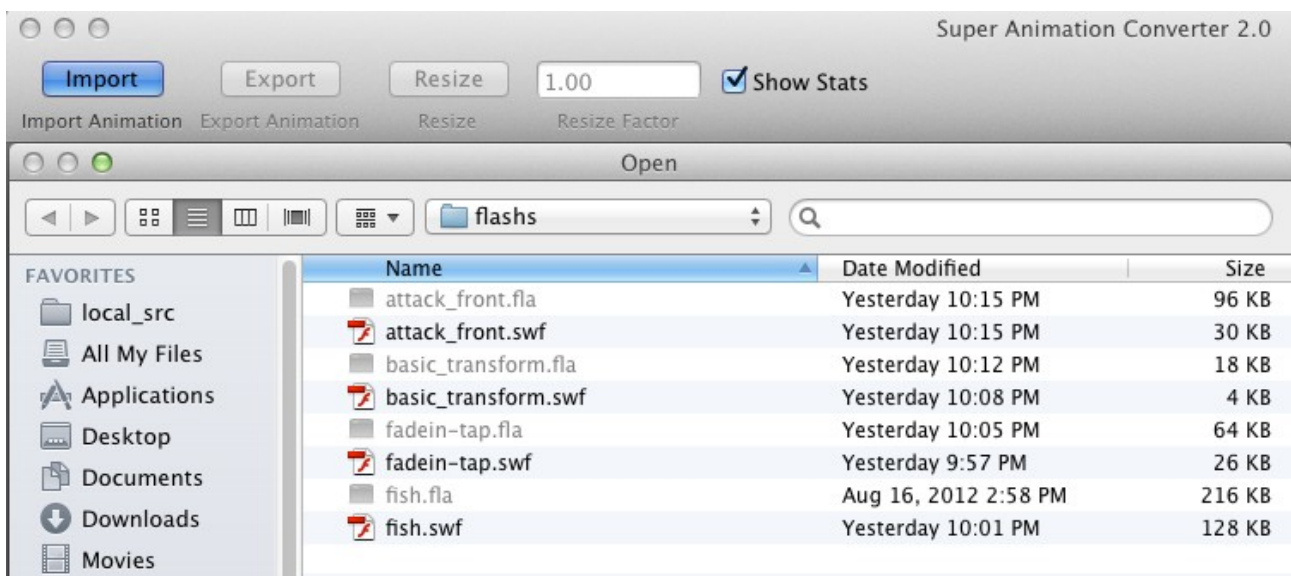 Super Animation Converter 2.0
Import Export Resize 1.00 Show Stats
Import Animation Export Animation Resize Resize Factor
Open
flashs
FAVORITES
local_src
All My Files
Applications
Desktop
Documents
Downloads
Movies
Name Date Modified Size
attack_front.fla Yesterday 10:15 PM 96 KB
attack_front.swf Yesterday 10:15 PM 30 KB
basic_transform.fla Yesterday 10:12 PM 18 KB
basic_transform.swf Yesterday 10:08 PM 4 KB
fadein-tap.fla Yesterday 10:05 PM 64 KB
fadein-tap.swf Yesterday 9:57 PM 26 KB
fish.fla Aug 16, 2012 2:58 PM 216 KB
fish.swf Yesterday 10:01 PM 128 KB